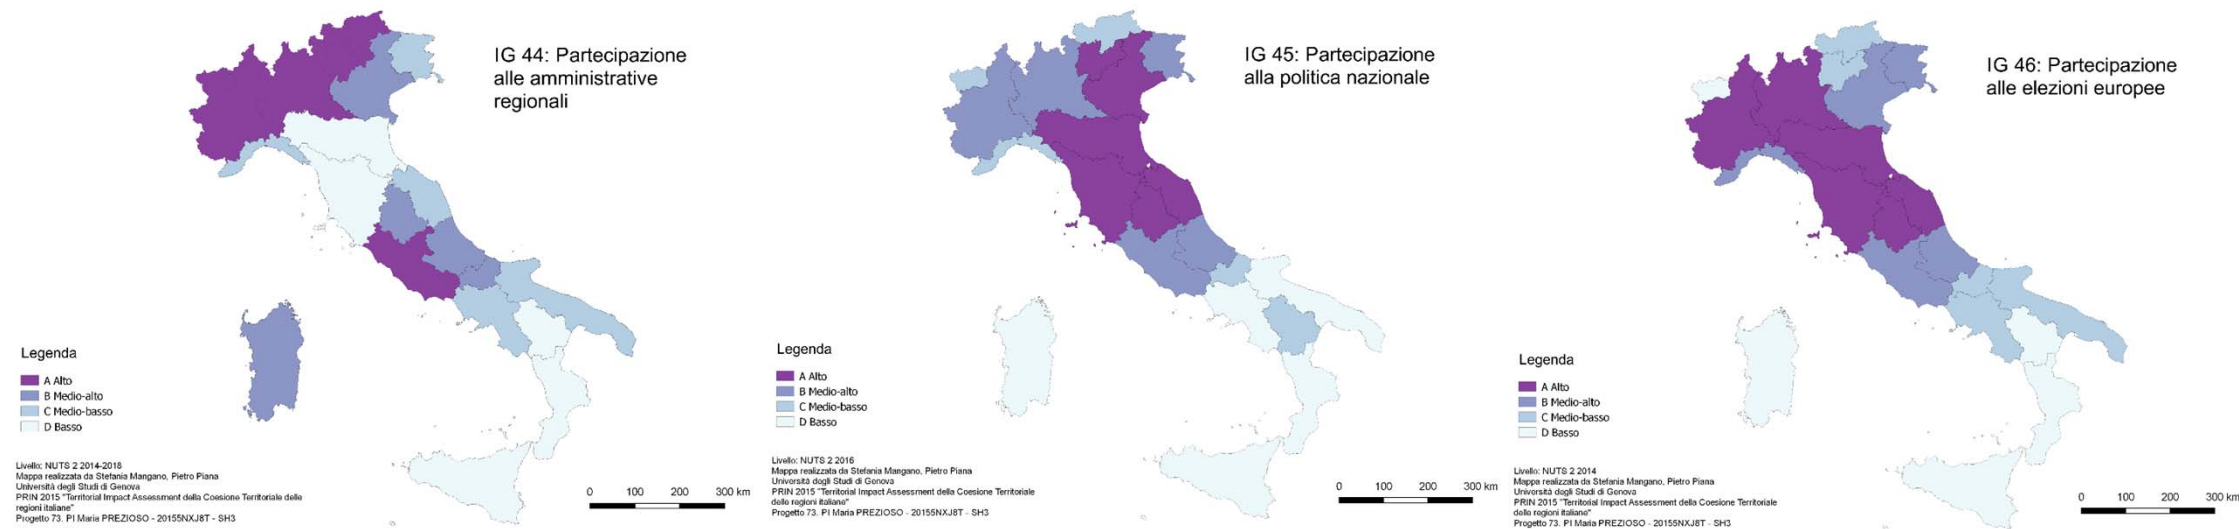 IG 44: Partecipazione
alle amministrative
regionali
Legenda
A Alto
B Medio-alto
C Medio-basso
D Basso
Livello: NUTS 2 2014-2018
Mappa realizzata da Stefania Mangano, Pietro Piana
Università degli Studi di Genova
PRIN 2015 "Territorial Impact Assessment della Coesione Territoriale delle
regioni italiane"
Progetto 73. PI Maria PREZIOSO - 20155NXJ8T - SH3
0 100 200 300 km
IG 45: Partecipazione
alla politica nazionale
Legenda
A Alto
B Medio-alto
C Medio-basso
D Basso
Livello: NUTS 2 2016
Mappa realizzata da Stefania Mangano, Pietro Piana
Università degli Studi di Genova
PRIN 2015 "Territorial Impact Assessment della Coesione Territoriale
delle regioni italiane"
Progetto 73. PI Maria PREZIOSO - 20155NXJ8T - SH3
0 100 200 300 km
IG 46: Partecipazione
alle elezioni europee
Legenda
A Alto
B Medio-alto
C Medio-basso
D Basso
Livello: NUTS 2 2014
Mappa realizzata da Stefania Mangano, Pietro Piana
Università degli Studi di Genova
PRIN 2015 "Territorial Impact Assessment della Coesione Territoriale
delle regioni italiane"
Progetto 73. PI Maria PREZIOSO - 20155NXJ8T - SH3
0 100 200 300 km